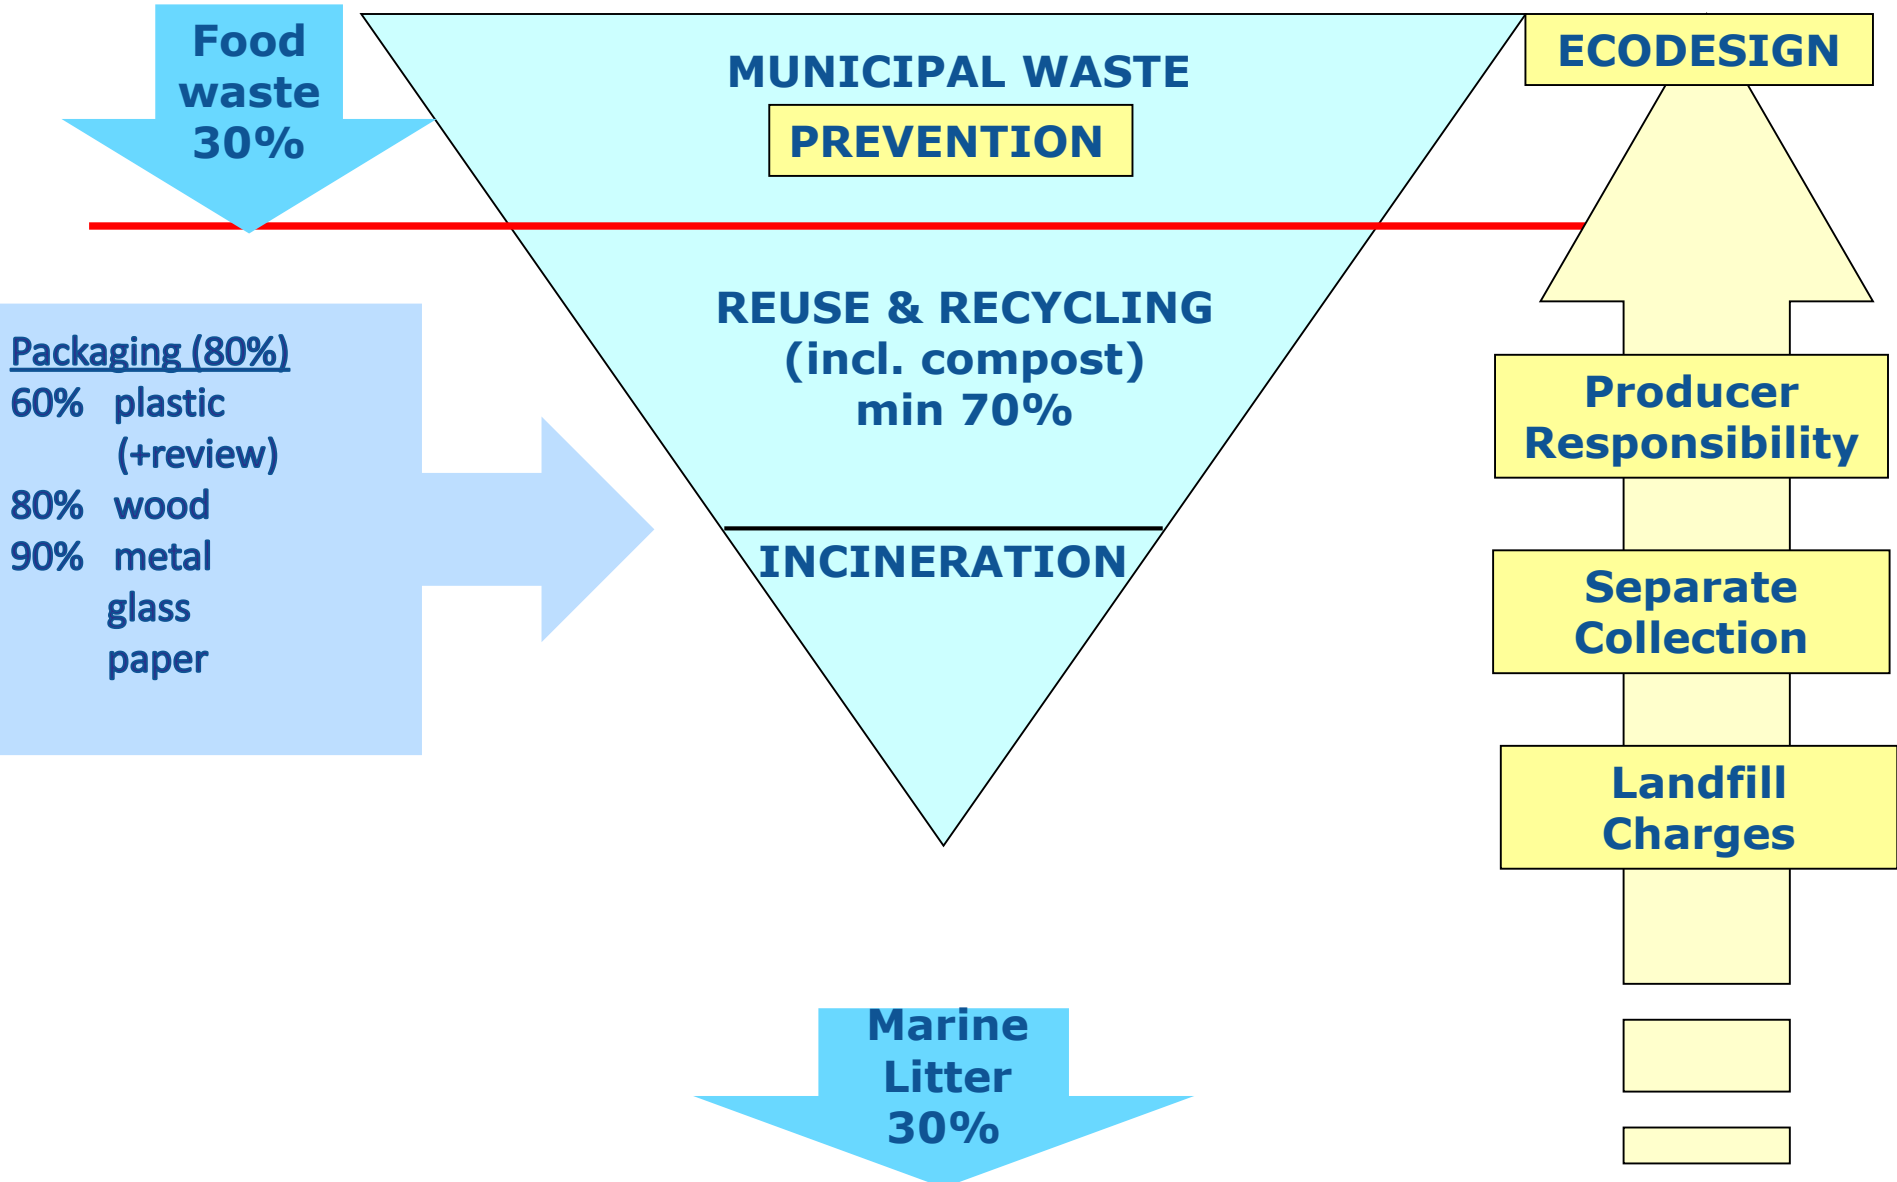 Food
waste
30%
MUNICIPAL WASTE
PREVENTION
ECODESIGN
Packaging (80%)
60% plastic
(+review)
80% wood
90% metal
glass
paper
REUSE & RECYCLING
(incl. compost)
min 70%
INCINERATION
Producer
Responsibility
Separate
Collection
Landfill
Charges
Marine
Litter
30%